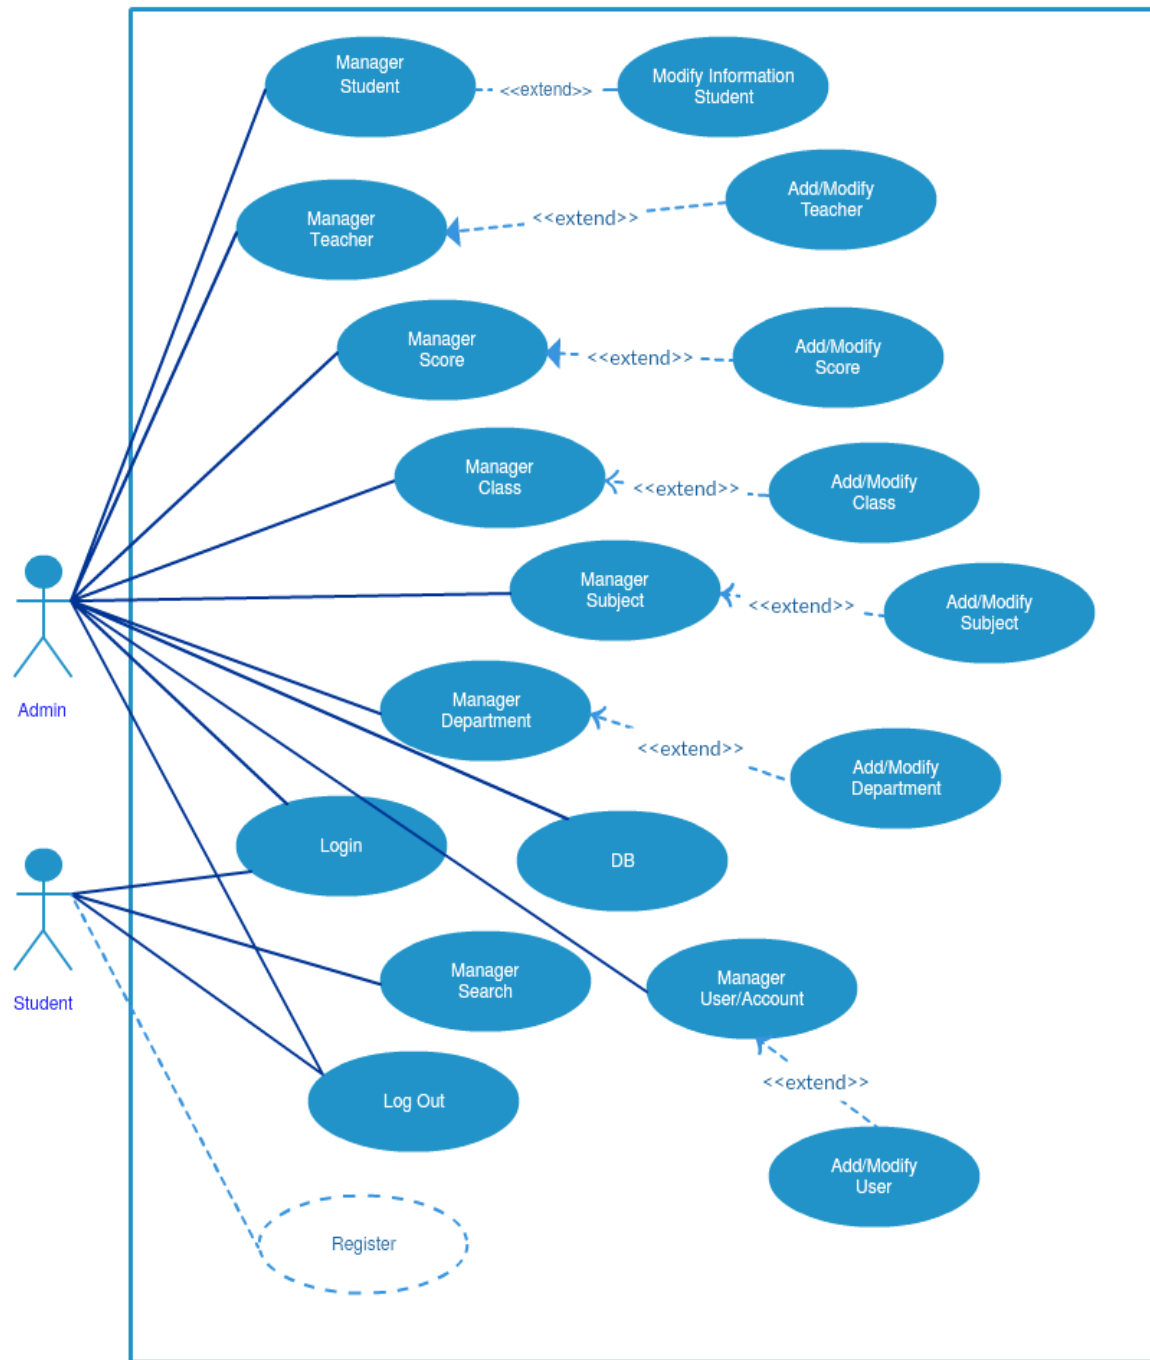 Manager
Student
<<extend>>
Modify Information
Student
Manager
Teacher
<<extend>>
Add/Modify
Teacher
Manager
Score
<<extend>>
Add/Modify
Score
Manager
Class
<<extend>>
Add/Modify
Class
Manager
Subject
<<extend>>
Add/Modify
Subject
Admin
Manager
Department
<<extend>>
Add/Modify
Department
Login
DB
Student
Manager
Search
Manager
User/Account
<<extend>>
Log Out
Add/Modify
User
Register